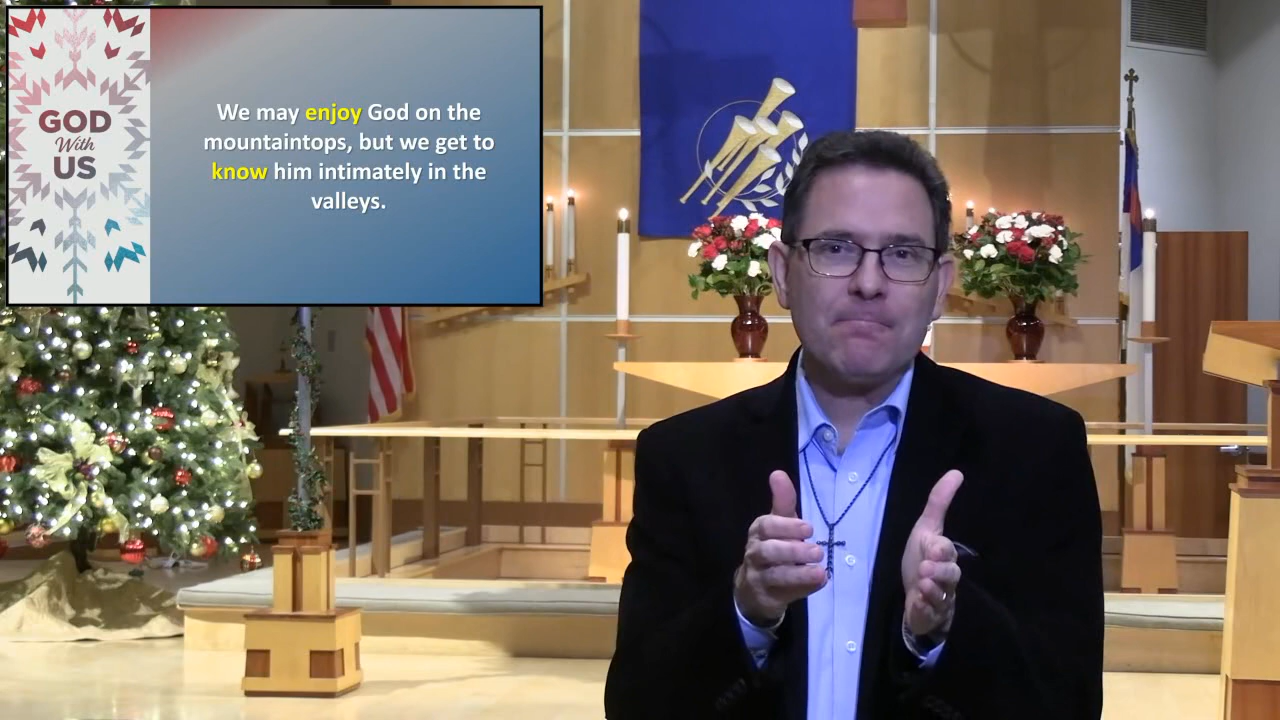 GOD
With
US
We may enjoy God on the
mountaintops, but we get to
know him intimately in the
valleys.